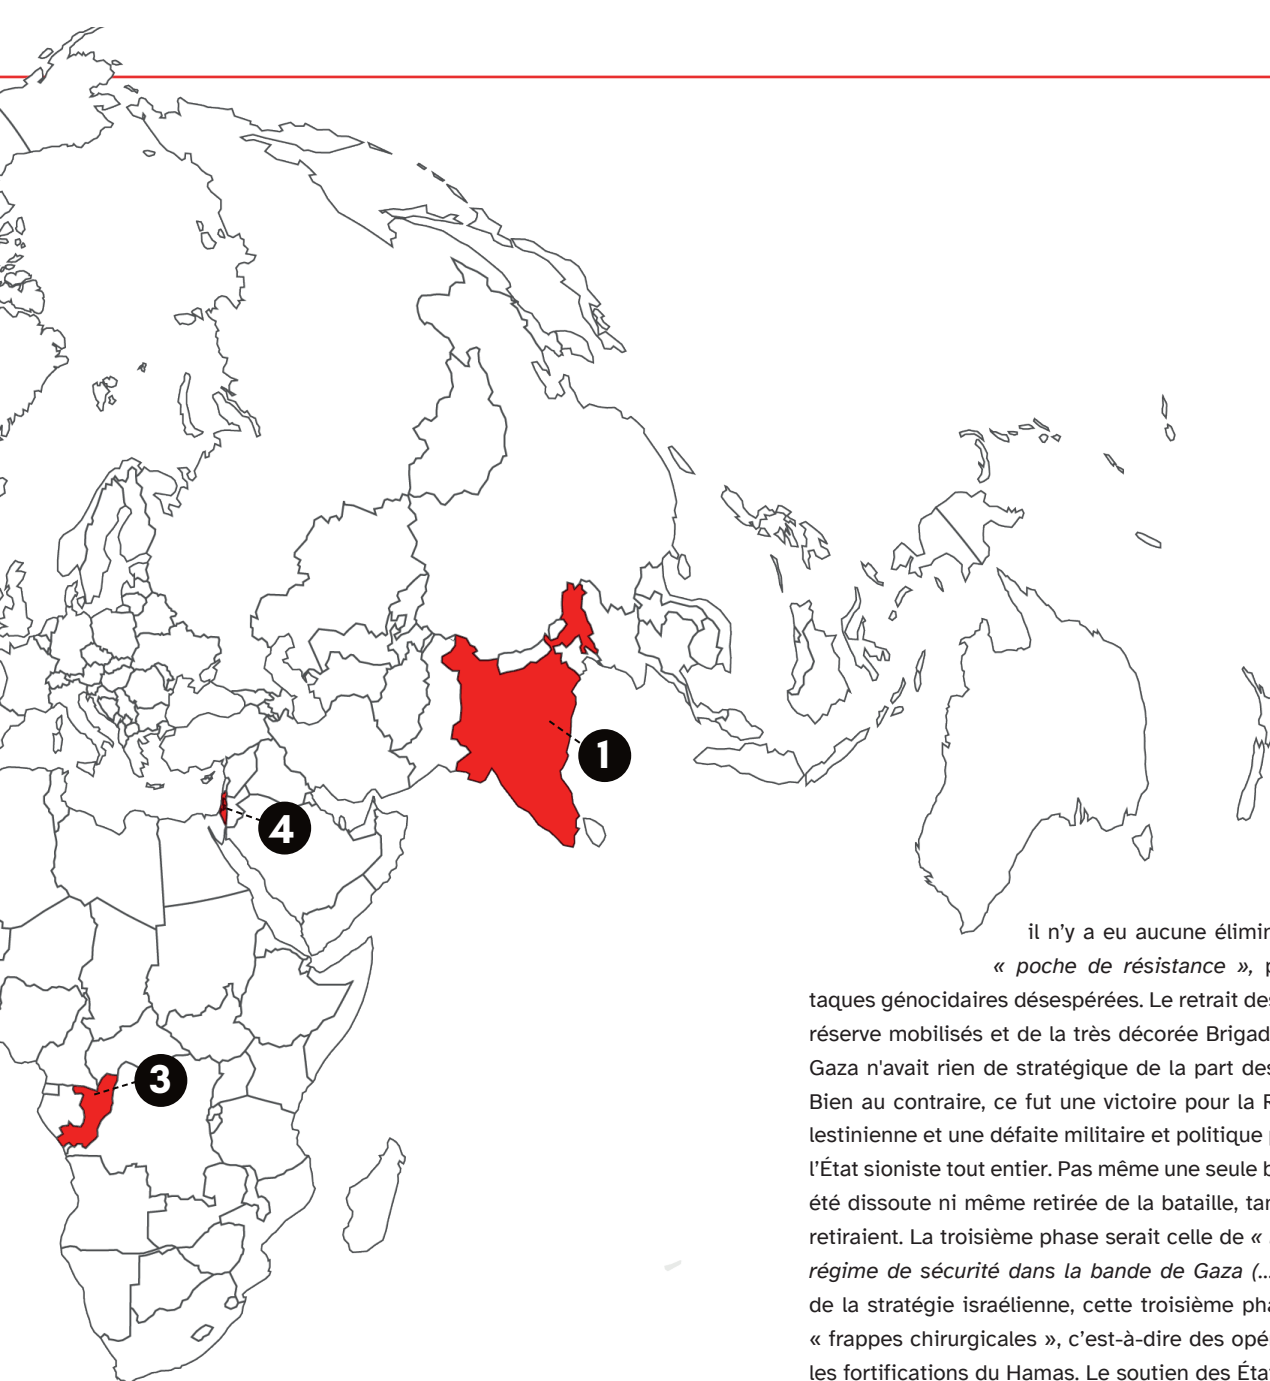 1
4
3
il n'y a eu aucune élimin
« poche de résistance », p
taques génocidaires désespérées. Le retrait des
réserve mobilisés et de la très décorée Brigad
Gaza n'avait rien de stratégique de la part des
Bien au contraire, ce fut une victoire pour la R
lestinienne et une défaite militaire et politique p
l'État sioniste tout entier. Pas même une seule b
été dissoute ni même retirée de la bataille, tan
retiraient. La troisième phase serait celle de «
régime de sécurité dans la bande de Gaza (...
de la stratégie israélienne, cette troisième pha
« frappes chirurgicales », c'est-à-dire des opé
les fortifications du Hamas. Le soutien des Éta